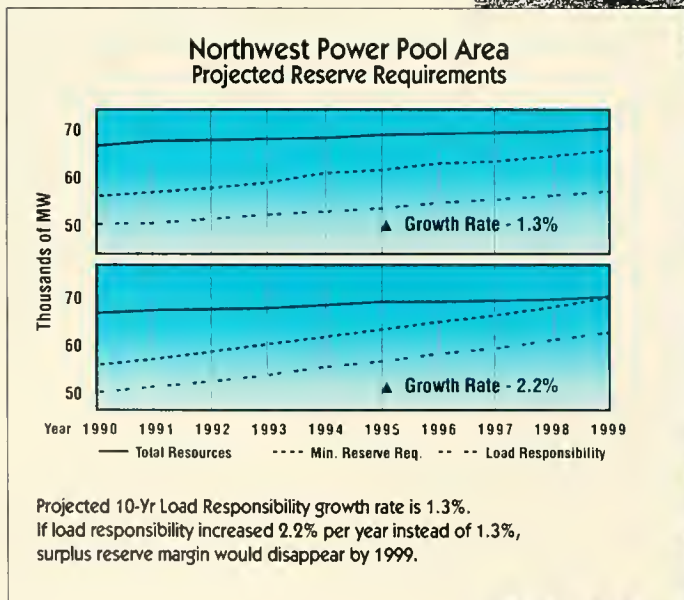 Northwest Power Pool Area
Projected Reserve Requirements
Thousands of MW
70
60
50
▲ Growth Rate - 1.3%
70
60
50
▲ Growth Rate - 2.2%
Year 1990 1991 1992 1993 1994 1995 1996 1997 1998 1999
Total Resources Min. Reserve Req. Load Responsibility
Projected 10-Yr Load Responsibility growth rate is 1.3%.
If load responsibility increased 2.2% per year instead of 1.3%,
surplus reserve margin would disappear by 1999.